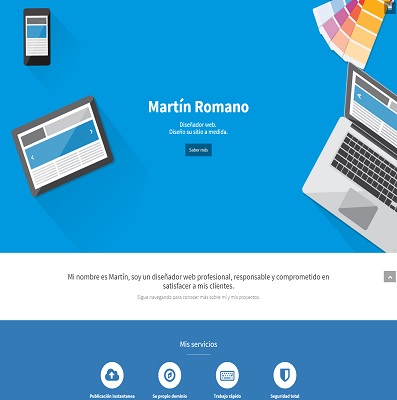 Martín Romano
Diseñador web.
Diseño su sitio a medida.
Saber más
Mi nombre es Martín, soy un diseñador web profesional, responsable y comprometido en
satisfacer a mis clientes.
Sigue navegando para conocer más sobre mí y mis proyectos.
Mis servicios
Publicación instantanea
Su propio dominio
Trabajo rápido
Seguridad total